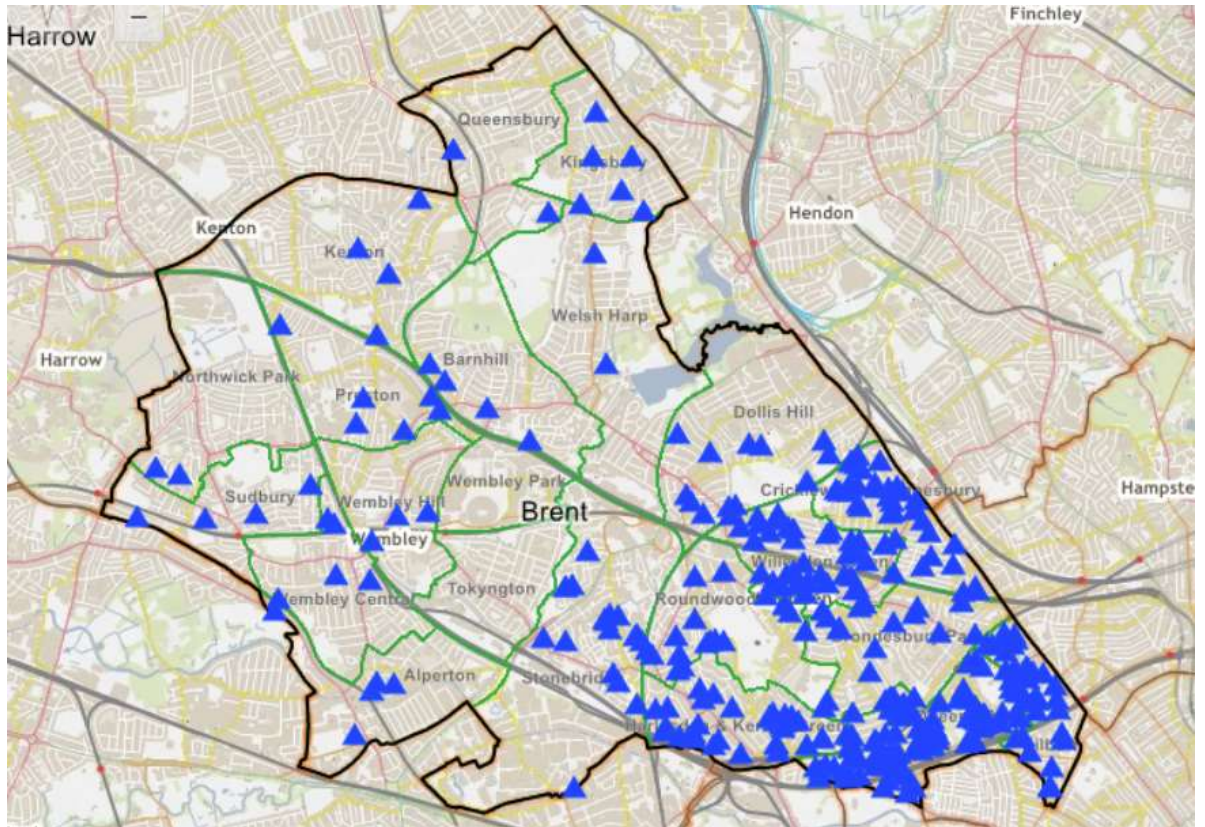 Finchley
Harrow
−
Queensbury
Kingsbury
Hendon
Kenton
Kenton
Welsh Harp
Harrow
Barnhill
Northwick Park
Preston
Dollis Hill
Wembley Park
Sudbury
Wembley Hill
Hampste
Brent
Wembley
Tokyngton
Roundwood
Wembley Central
Alperton
Stonebrid